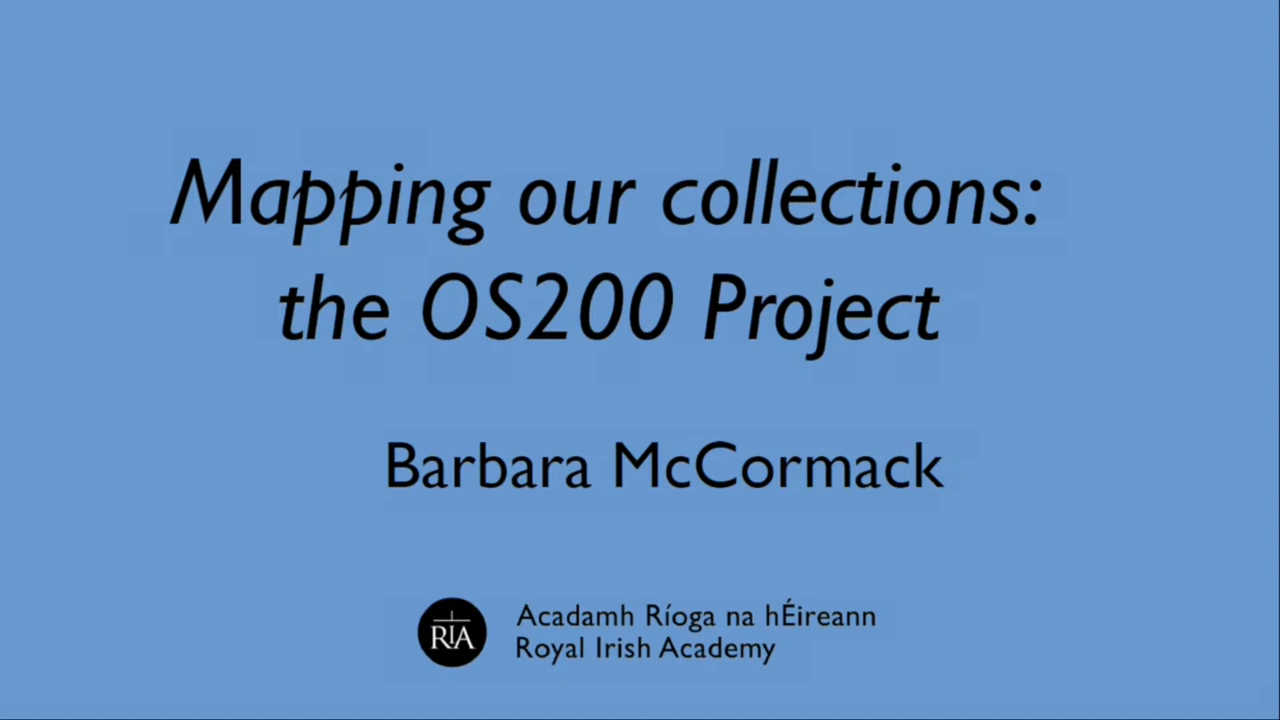 Mapping our collections:
the OS200 Project
Barbara McCormack
RIA
Acadamh Ríoga na hÉireann
Royal Irish Academy